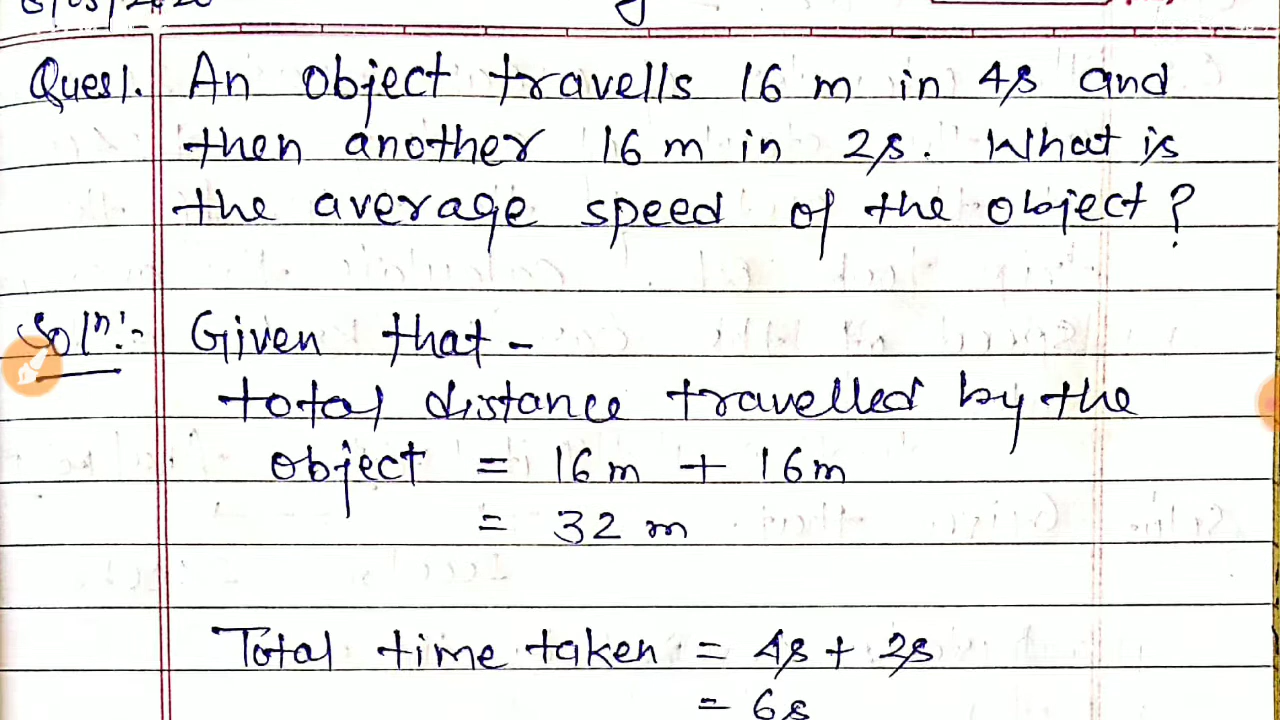 Ques1. An object travells 16 m in 4s and
then another 16 m in 2s. What is
the average speed of the object?
Solⁿ:- Given that -
total distance travelled by the
object = 16m + 16m
= 32 m
Total time taken = 4s + 2s
= 6s